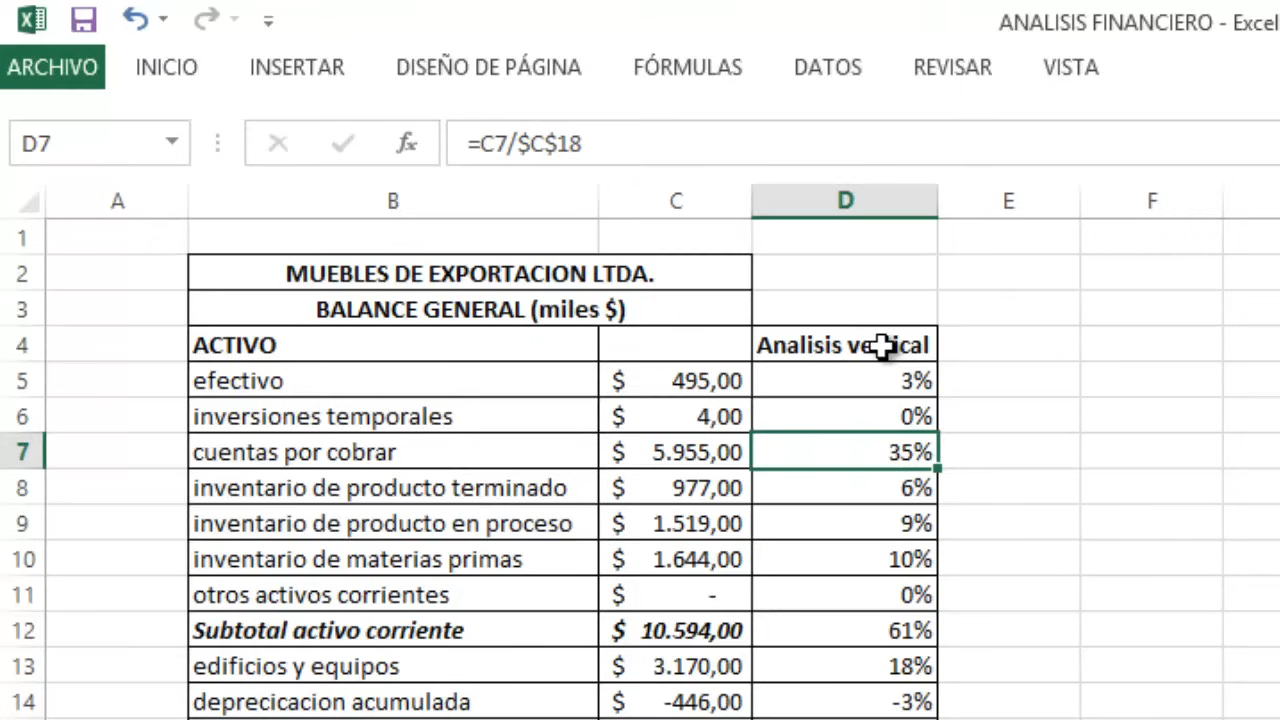 ANALISIS FINANCIERO - Excel
ARCHIVO INICIO INSERTAR DISEÑO DE PÁGINA FÓRMULAS DATOS REVISAR VISTA
D7 fx =C7/$C$18
A B C D E F
1
2 MUEBLES DE EXPORTACION LTDA.
3 BALANCE GENERAL (miles $)
4 ACTIVO Analisis vertical
5 efectivo $ 495,00 3%
6 inversiones temporales $ 4,00 0%
7 cuentas por cobrar $ 5.955,00 35%
8 inventario de producto terminado $ 977,00 6%
9 inventario de producto en proceso $ 1.519,00 9%
10 inventario de materias primas $ 1.644,00 10%
11 otros activos corrientes $ - 0%
12 Subtotal activo corriente $ 10.594,00 61%
13 edificios y equipos $ 3.170,00 18%
14 deprecicacion acumulada $ -446,00 -3%